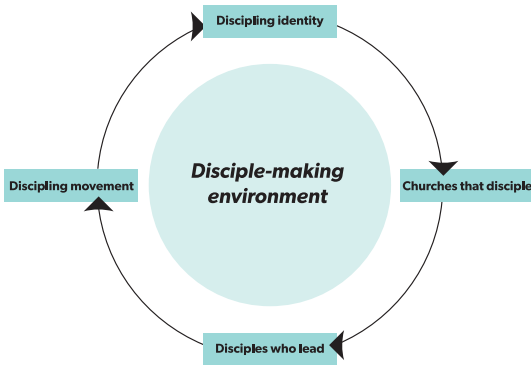 Discipling identity
Disciple-making
environment
Discipling movement
Churches that disciple
Disciples who lead